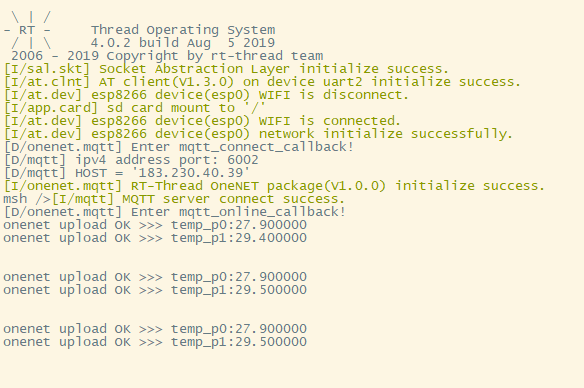 \ | /
- RT -     Thread Operating System
 / | \     4.0.2 build Aug  5 2019
 2006 - 2019 Copyright by rt-thread team
[I/sal.skt] Socket Abstraction Layer initialize success.
[I/at.clnt] AT client(V1.3.0) on device uart2 initialize success.
[I/at.dev] esp8266 device(esp0) WIFI is disconnect.
[I/app.card] sd card mount to '/'
[I/at.dev] esp8266 device(esp0) WIFI is connected.
[I/at.dev] esp8266 device(esp0) network initialize successfully.
[D/onenet.mqtt] Enter mqtt_connect_callback!
[D/mqtt] ipv4 address port: 6002
[D/mqtt] HOST = '183.230.40.39'
[I/onenet.mqtt] RT-Thread OneNET package(V1.0.0) initialize success.
msh />[I/mqtt] MQTT server connect success.
[D/onenet.mqtt] Enter mqtt_online_callback!
onenet upload OK >>> temp_p0:27.900000
onenet upload OK >>> temp_p1:29.400000
onenet upload OK >>> temp_p0:27.900000
onenet upload OK >>> temp_p1:29.500000
onenet upload OK >>> temp_p0:27.900000
onenet upload OK >>> temp_p1:29.500000